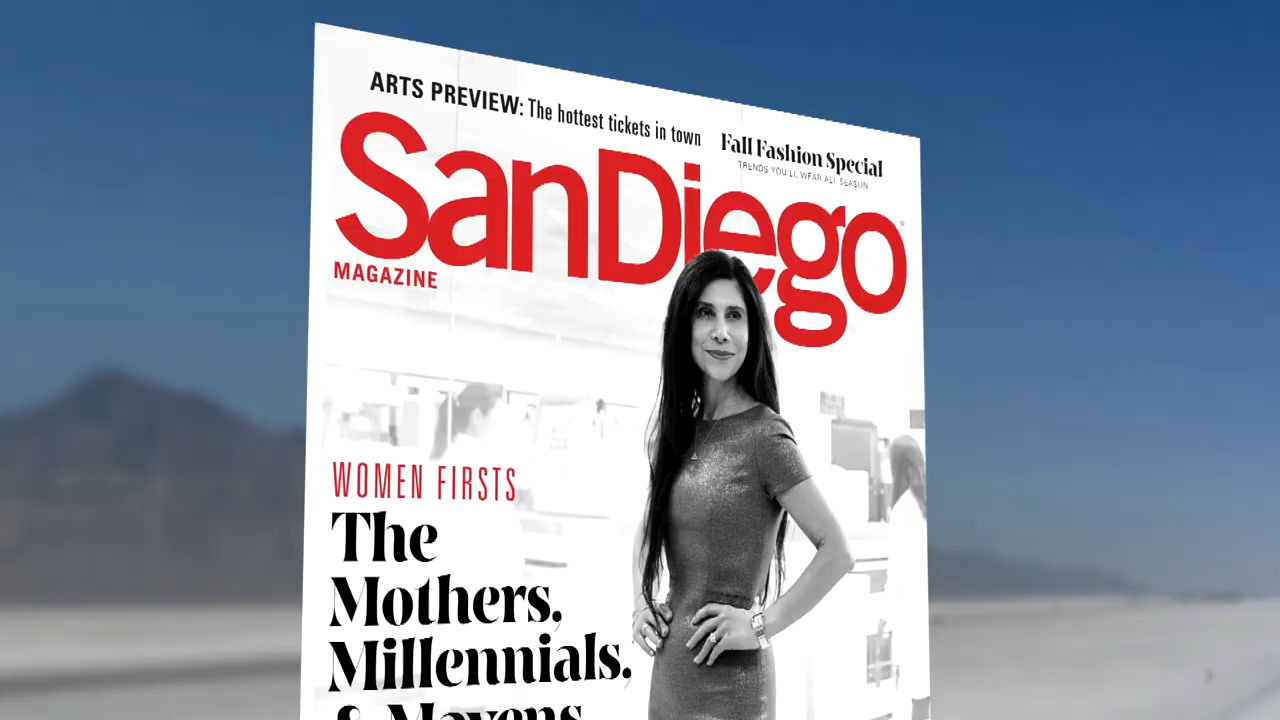 ARTS PREVIEW: The hottest tickets in town
Fall Fashion Special
TRENDS YOU'LL WEAR ALL SEASON
SanDiego
MAGAZINE
WOMEN FIRSTS
The
Mothers,
Millennials,
& Mavens